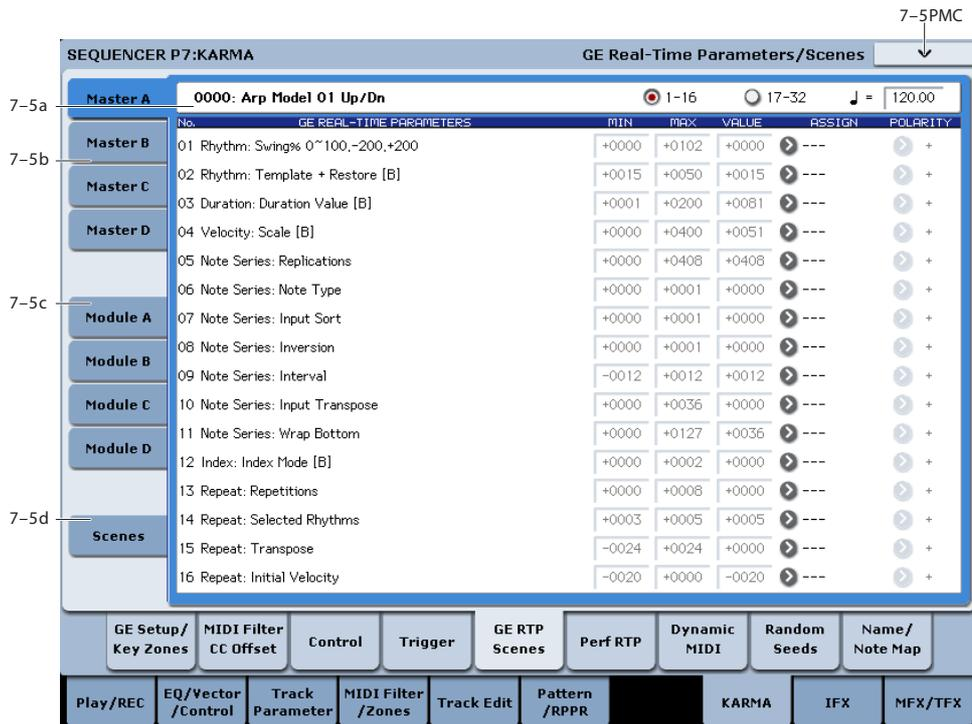 7–5PMC
SEQUENCER P7:KARMA
GE Real-Time Parameters/Scenes
7–5a
Master A
0000: Arp Model 01 Up/Dn
1-16
17-32
♩ = 120.00
No. GE REAL-TIME PARAMETERS MIN MAX VALUE ASSIGN POLARITY
7–5b
Master B
Master C
Master D
01 Rhythm: Swing% 0~100,-200,+200 +0000 +0102 +0000 --- +
02 Rhythm: Template + Restore [B] +0015 +0050 +0015 --- +
03 Duration: Duration Value [B] +0001 +0200 +0081 --- +
04 Velocity: Scale [B] +0000 +0400 +0051 --- +
05 Note Series: Replications +0000 +0408 +0408 --- +
06 Note Series: Note Type +0000 +0001 +0000 --- +
7–5c
Module A
Module B
Module C
Module D
07 Note Series: Input Sort +0000 +0001 +0000 --- +
08 Note Series: Inversion +0000 +0001 +0000 --- +
09 Note Series: Interval -0012 +0012 +0012 --- +
10 Note Series: Input Transpose +0000 +0036 +0000 --- +
11 Note Series: Wrap Bottom +0000 +0127 +0036 --- +
12 Index: Index Mode [B] +0000 +0002 +0000 --- +
13 Repeat: Repetitions +0000 +0008 +0000 --- +
7–5d
Scenes
14 Repeat: Selected Rhythms +0003 +0005 +0005 --- +
15 Repeat: Transpose -0024 +0024 +0000 --- +
16 Repeat: Initial Velocity -0020 +0000 -0020 --- +
GE Setup/
Key Zones
MIDI Filter
CC Offset
Control
Trigger
GE RTP
Scenes
Perf RTP
Dynamic
MIDI
Random
Seeds
Name/
Note Map
Play/REC
EQ/Vector
/Control
Track
Parameter
MIDI Filter
/Zones
Track Edit
Pattern
/RPPR
KARMA
IFX
MFX/TFX